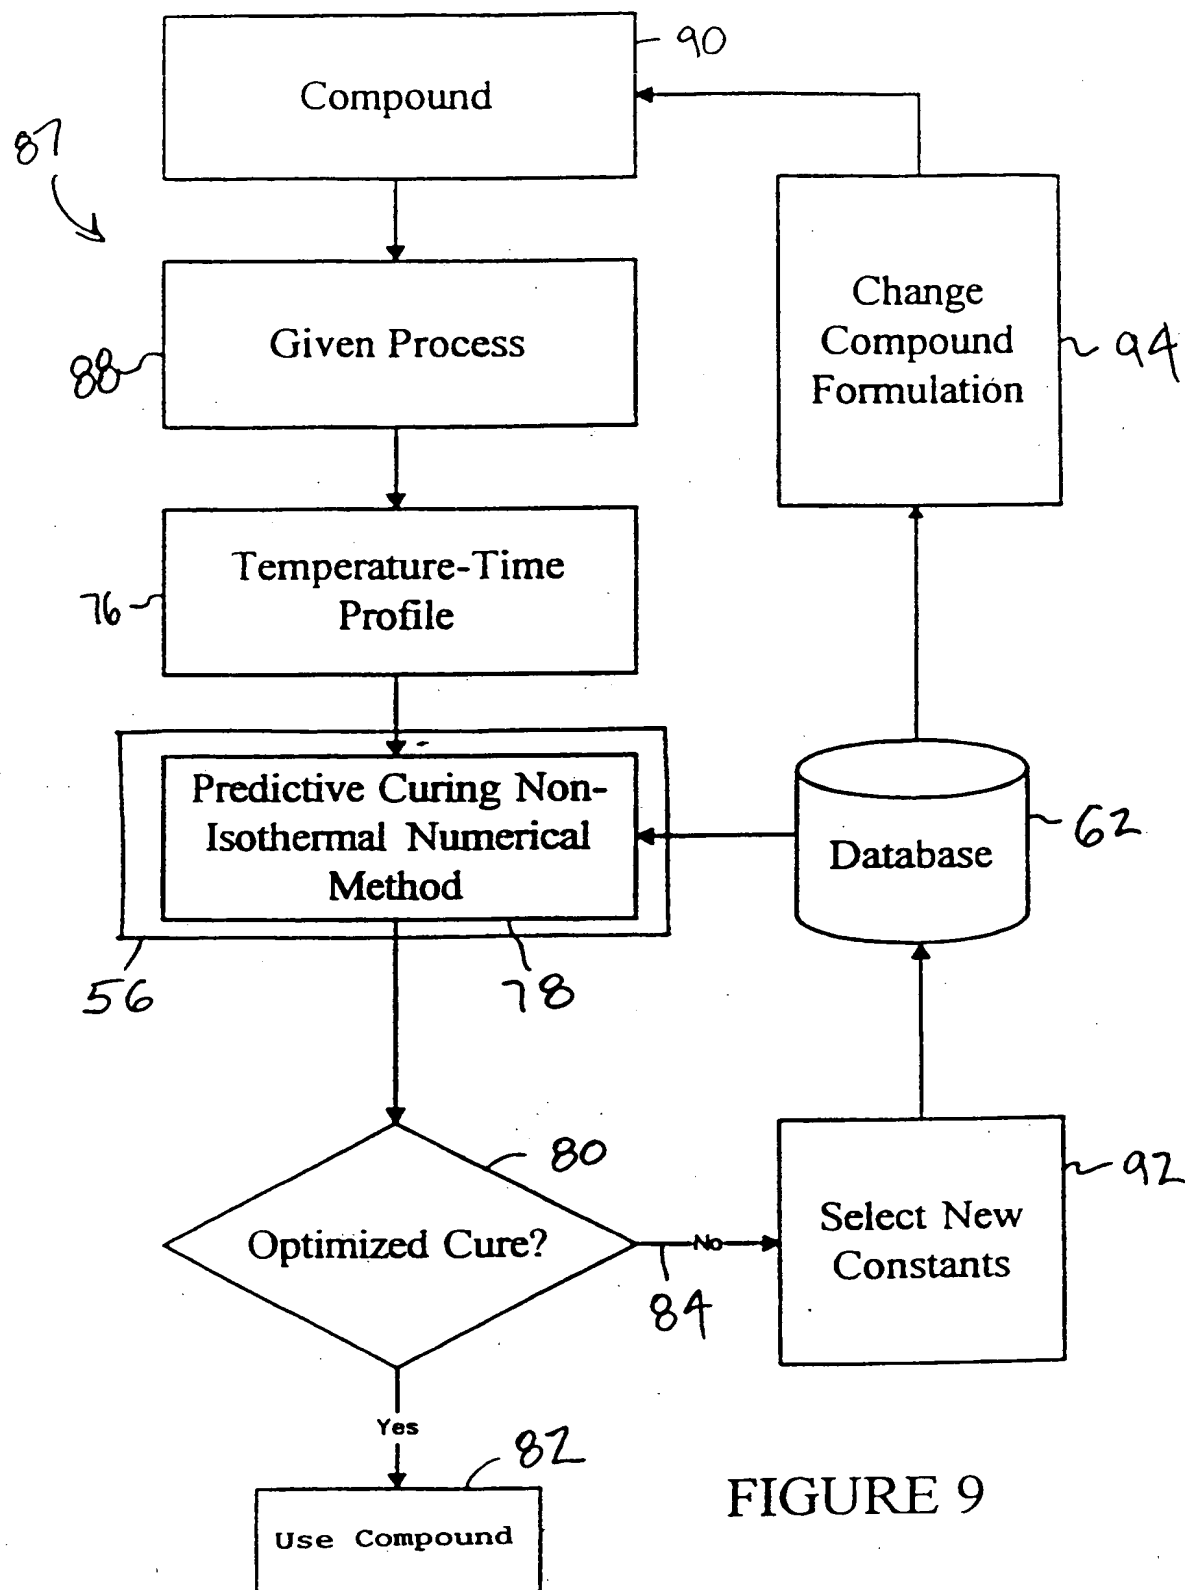 90
Compound
87
Change
Compound
Formulation
94
Given Process
88
Temperature-Time
Profile
76
Predictive Curing Non-
Isothermal Numerical
Method
Database
62
56
78
80
92
Optimized Cure?
No
Select New
Constants
84
Yes
82
FIGURE 9
Use Compound